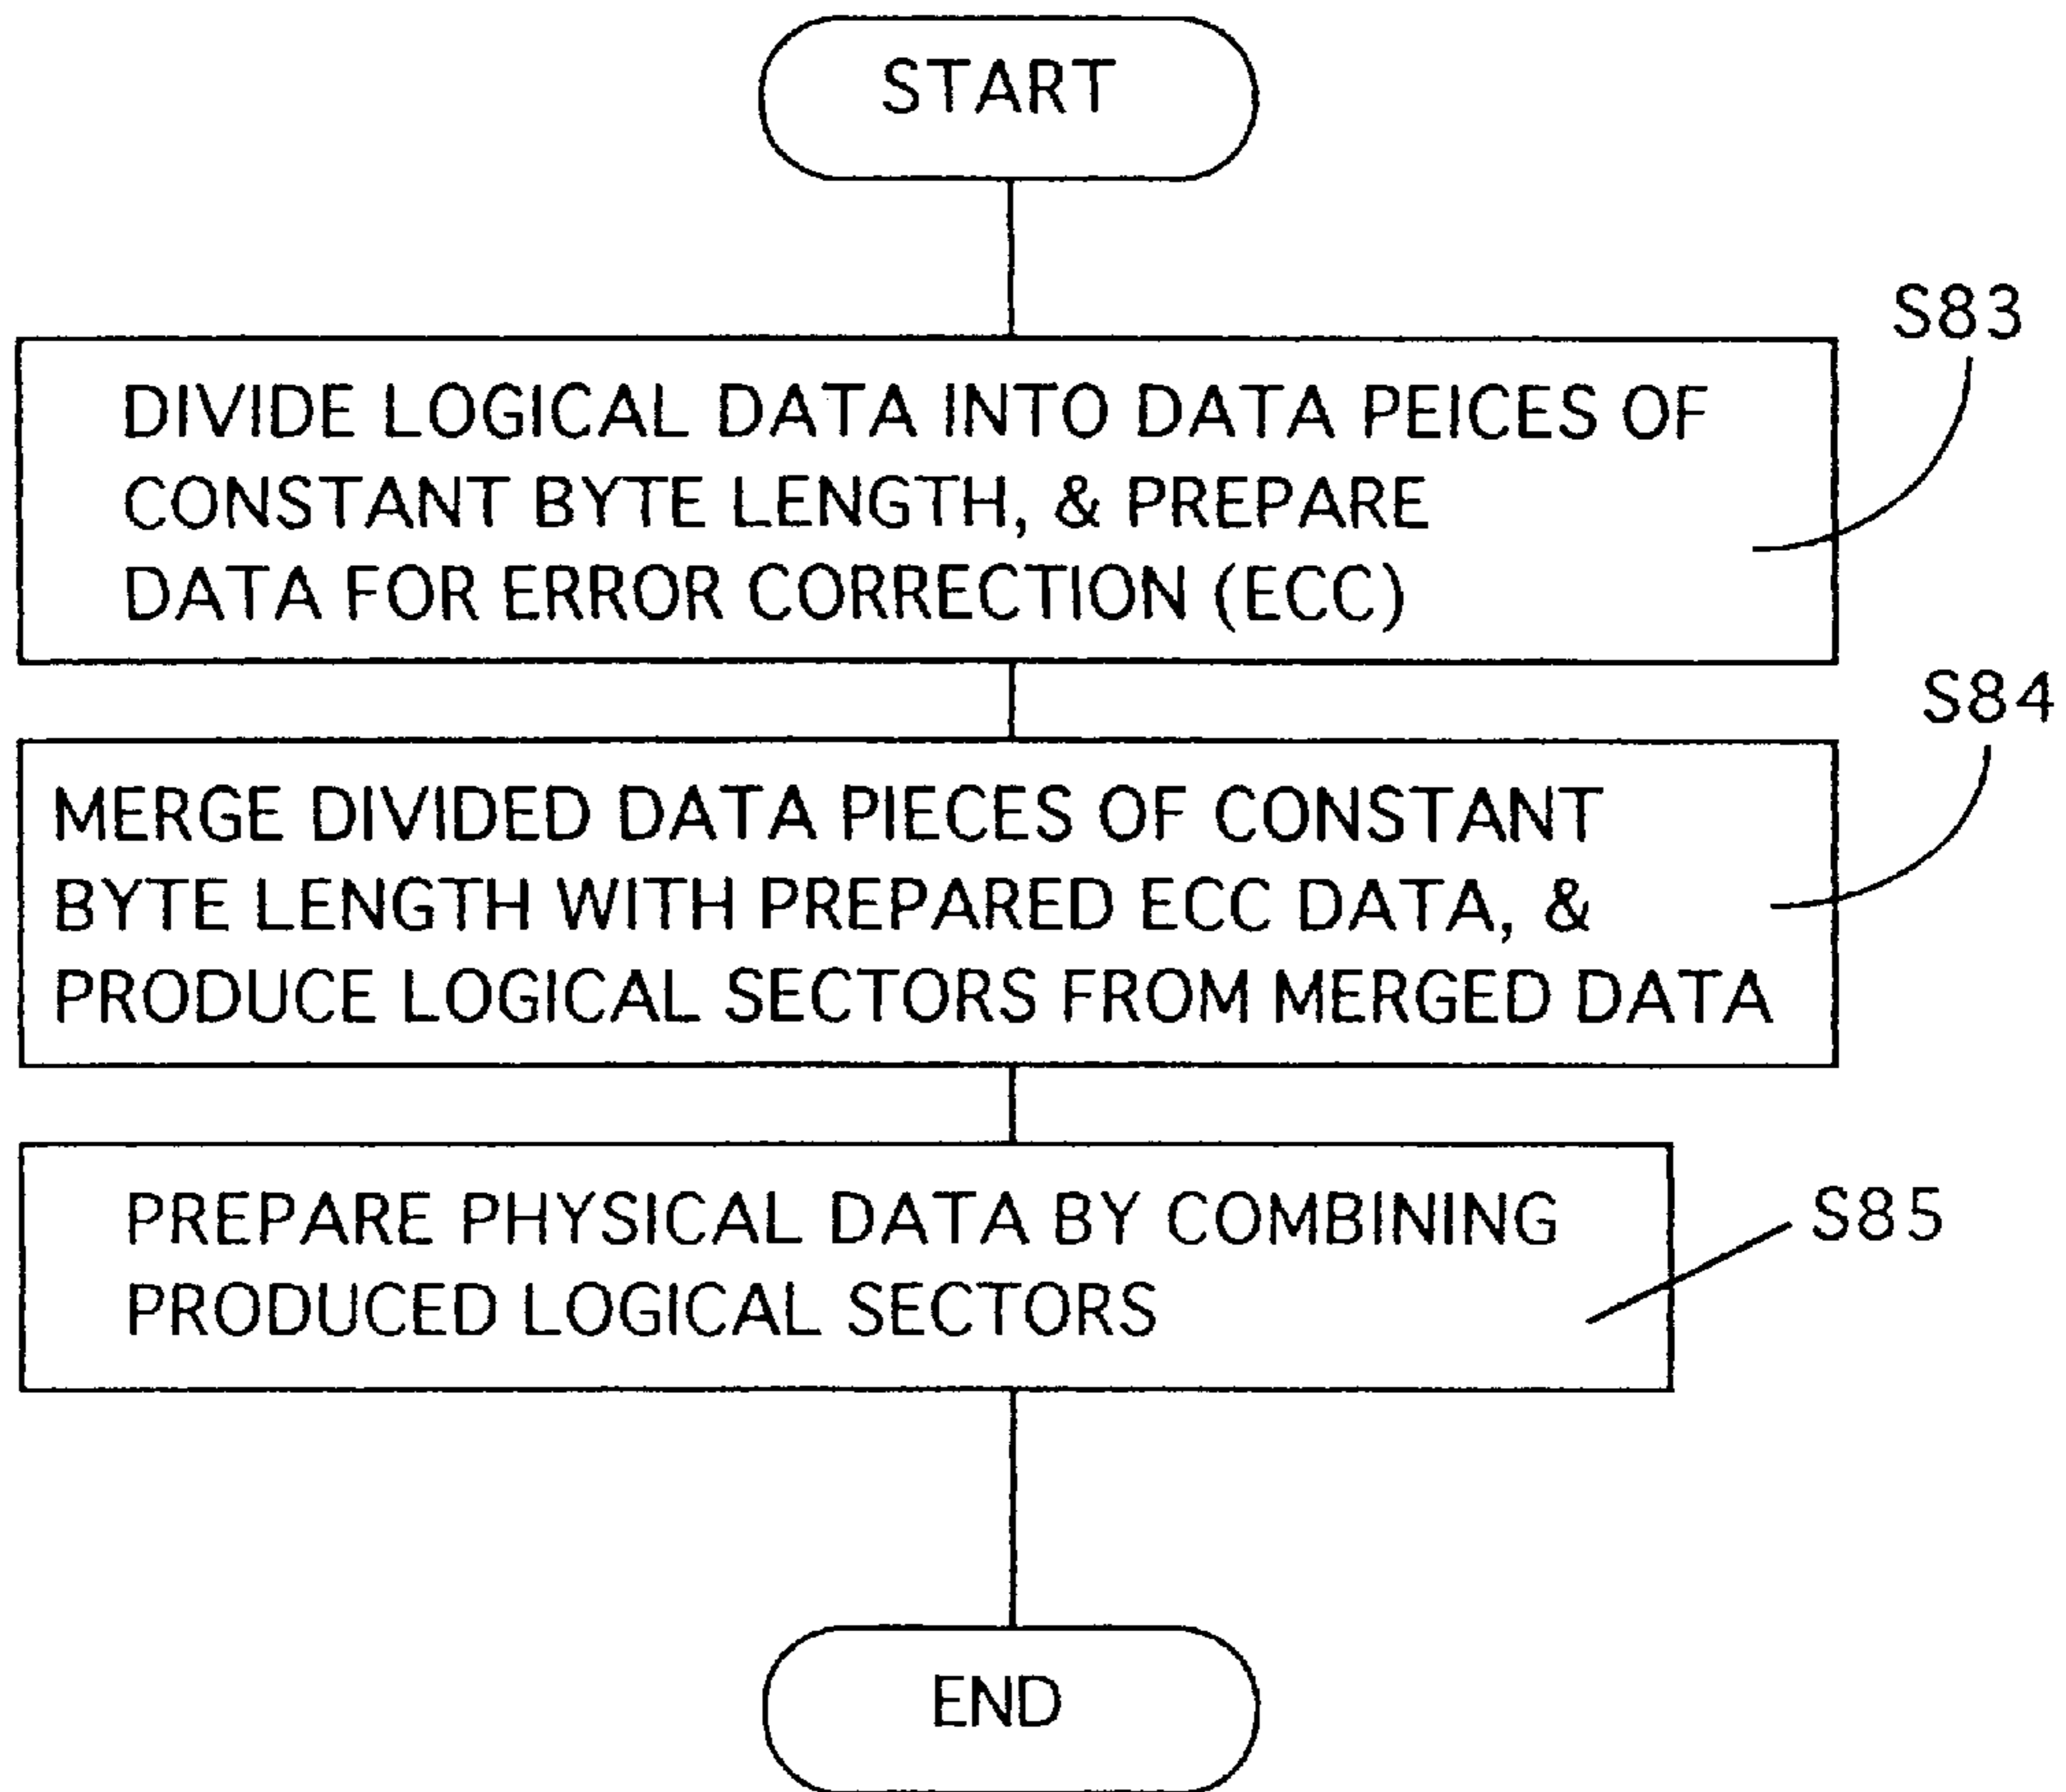 START
S83
DIVIDE LOGICAL DATA INTO DATA PEICES OF
CONSTANT BYTE LENGTH, & PREPARE
DATA FOR ERROR CORRECTION (ECC)
S84
MERGE DIVIDED DATA PIECES OF CONSTANT
BYTE LENGTH WITH PREPARED ECC DATA, &
PRODUCE LOGICAL SECTORS FROM MERGED DATA
PREPARE PHYSICAL DATA BY COMBINING
PRODUCED LOGICAL SECTORS
S85
END